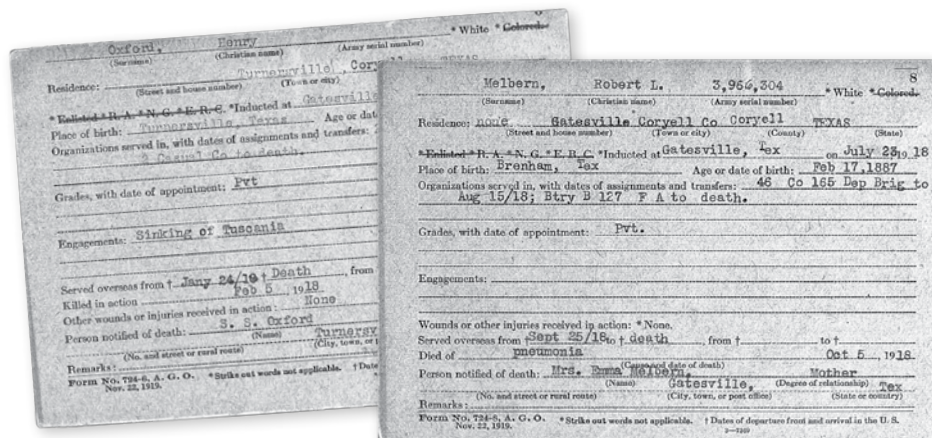 Oxford, Henry * White * Colored.
(Surname) (Christian name) (Army serial number)
Residence: Turnersville, Cory TEXAS
(Street and house number) (Town or city)
* Enlisted * R. A. * N. G. * E. R. C. *Inducted at Gatesville
Place of birth: Turnersville, Texas Age or dat
Organizations served in, with dates of assignments and transfers:
Casual Co to death.
Grades, with date of appointment: Pvt
Engagements: Sinking of Tuscania
Served overseas from † Jany 24/18 † Death , from
Killed in action Feb 5 , 1918
Other wounds or injuries received in action: None
Person notified of death: S. S. Oxford
(Name) Turnersv
(No. and street or rural route) (City, town, or p
Remarks:
Form No. 724-8, A. G. O. *Strike out words not applicable. † Date
Nov. 22, 1919.
8
Melbern, Robert L. 3,966,304 * White * Colored.
(Surname) (Christian name) (Army serial number)
Residence: none Gatesville Coryell Co Coryell TEXAS
(Street and house number) (Town or city) (County) (State)
*Enlisted *R. A. *N. G. *E. R. C. *Inducted at Gatesville, Tex on July 23, 1918
Place of birth: Brenham, Tex Age or date of birth: Feb 17,1887
Organizations served in, with dates of assignments and transfers: 46 Co 165 Dep Brig to
Aug 15/18; Btry B 127 F A to death.
Grades, with date of appointment: Pvt.
Engagements:
Wounds or other injuries received in action: * None.
Served overseas from †Sept 25/18 to † death , from † to †
Died of pneumonia Oct 5 , 1918.
(Cause and date of death)
Person notified of death: Mrs. Emma Melbern, Mother
(Name) (Degree of relationship)
Gatesville, Tex
(No. and street or rural route) (City, town, or post office) (State or country)
Remarks:
Form No. 724-8, A. G. O. *Strike out words not applicable. † Dates of departure from and arrival in the U. S.
Nov. 22, 1919.